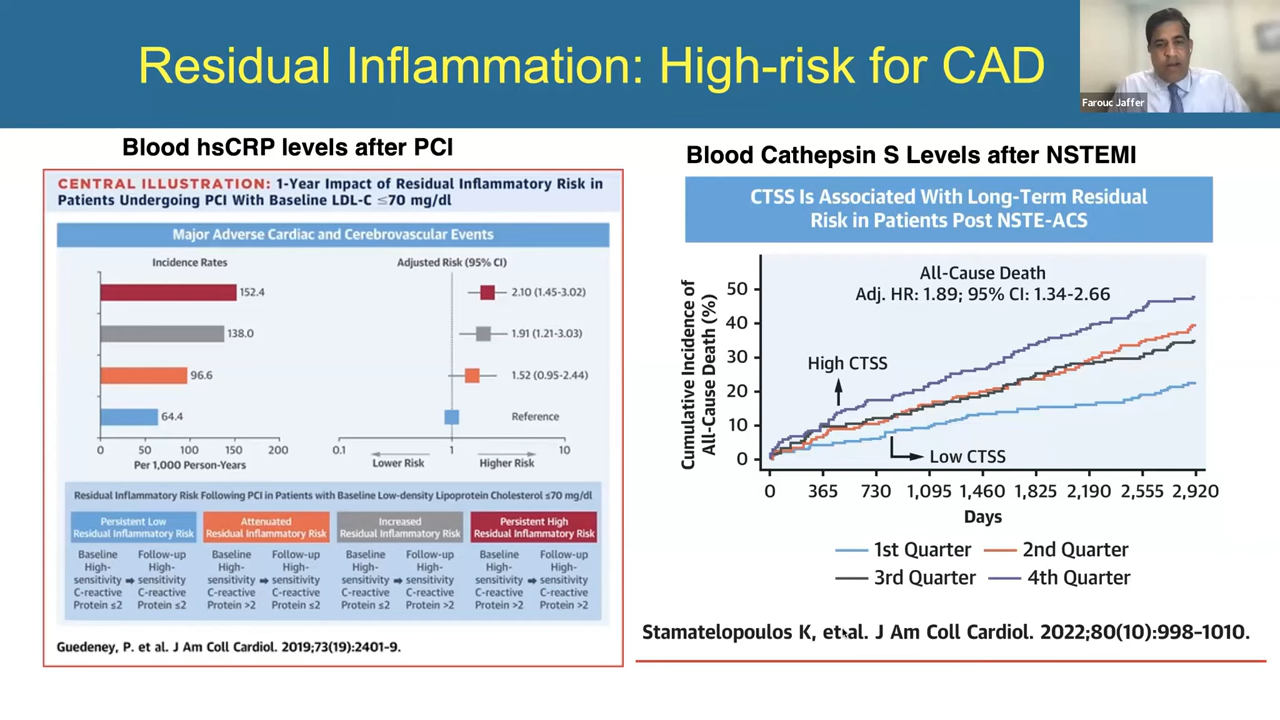 Residual Inflammation: High-risk for CAD
Farouc Jaffer
Blood hsCRP levels after PCI
CENTRAL ILLUSTRATION: 1-Year Impact of Residual Inflammatory Risk in
Patients Undergoing PCI With Baseline LDL-C ≤70 mg/dl
Major Adverse Cardiac and Cerebrovascular Events
Incidence Rates
152.4
138.0
96.6
64.4
0 50 100 150 200
Per 1,000 Person-Years
Adjusted Risk (95% CI)
2.10 (1.45-3.02)
1.91 (1.21-3.03)
1.52 (0.95-2.44)
Reference
0.1 1 10
Lower Risk Higher Risk
Residual Inflammatory Risk Following PCI in Patients with Baseline Low-density Lipoprotein Cholesterol ≤70 mg/dl
Persistent Low
Residual Inflammatory Risk
Baseline
High-
sensitivity
C-reactive
Protein ≤2
Follow-up
High-
sensitivity
C-reactive
Protein ≤2
Attenuated
Residual Inflammatory Risk
Baseline
High-
sensitivity
C-reactive
Protein >2
Follow-up
High-
sensitivity
C-reactive
Protein ≤2
Increased
Residual Inflammatory Risk
Baseline
High-
sensitivity
C-reactive
Protein ≤2
Follow-up
High-
sensitivity
C-reactive
Protein >2
Persistent High
Residual Inflammatory Risk
Baseline
High-
sensitivity
C-reactive
Protein >2
Follow-up
High-
sensitivity
C-reactive
Protein >2
Guedeney, P. et al. J Am Coll Cardiol. 2019;73(19):2401-9.
Blood Cathepsin S Levels after NSTEMI
CTSS Is Associated With Long-Term Residual
Risk in Patients Post NSTE-ACS
Cumulative Incidence of
All-Cause Death (%)
50
40
30
20
10
0
All-Cause Death
Adj. HR: 1.89; 95% CI: 1.34-2.66
High CTSS
Low CTSS
0 365 730 1,095 1,460 1,825 2,190 2,555 2,920
Days
1st Quarter 2nd Quarter
3rd Quarter 4th Quarter
Stamatelopoulos K, et al. J Am Coll Cardiol. 2022;80(10):998-1010.